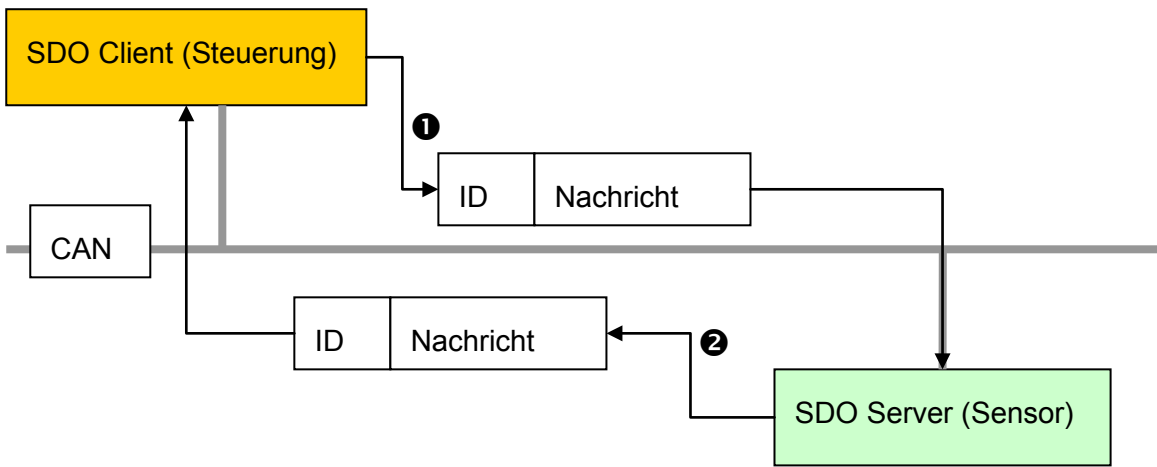 SDO Client (Steuerung)
❶
ID
Nachricht
CAN
ID
Nachricht
❷
SDO Server (Sensor)